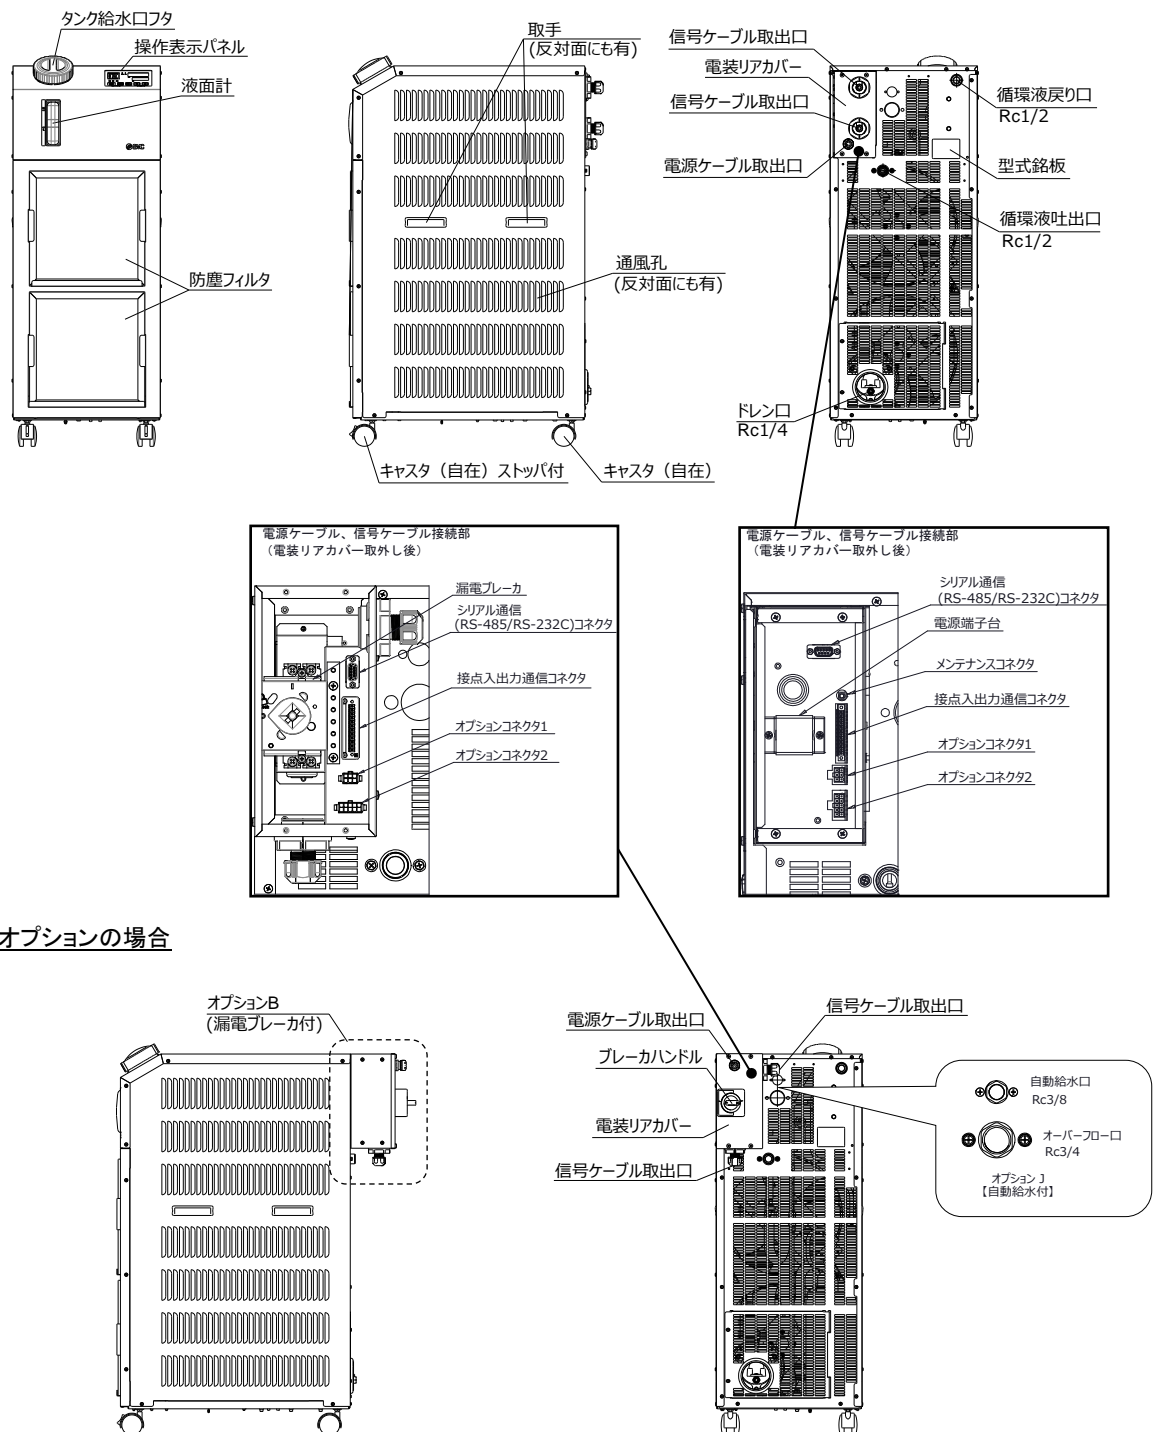 タンク給水口フタ
操作表示パネル
液面計
SMC
防塵フィルタ
取手
(反対面にも有)
通風孔
(反対面にも有)
キャスタ（自在）ストッパ付
キャスタ（自在）
信号ケーブル取出口
電装リアカバー
信号ケーブル取出口
電源ケーブル取出口
循環液戻り口
Rc1/2
型式銘板
循環液吐出口
Rc1/2
ドレン口
Rc1/4
電源ケーブル、信号ケーブル接続部
（電装リアカバー取外し後）
漏電ブレーカ
シリアル通信
(RS-485/RS-232C)コネクタ
接点入出力通信コネクタ
オプションコネクタ1
オプションコネクタ2
電源ケーブル、信号ケーブル接続部
（電装リアカバー取外し後）
シリアル通信
(RS-485/RS-232C)コネクタ
電源端子台
メンテナンスコネクタ
接点入出力通信コネクタ
オプションコネクタ1
オプションコネクタ2
オプションの場合
オプションB
(漏電ブレーカ付)
電源ケーブル取出口
ブレーカハンドル
電装リアカバー
信号ケーブル取出口
信号ケーブル取出口
自動給水口
Rc3/8
オーバーフロー口
Rc3/4
オプション J
【自動給水付】